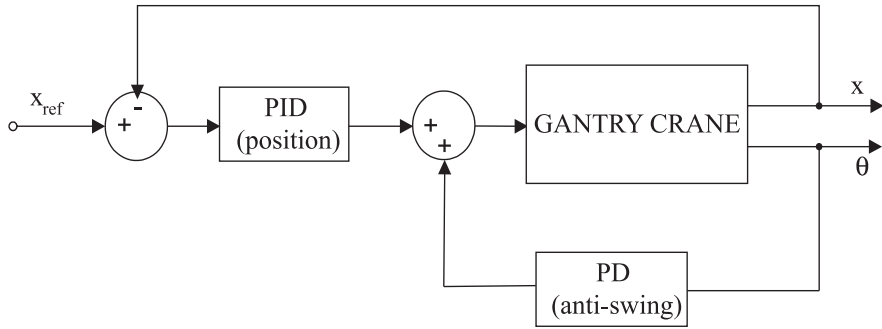 x_ref
-
+
PID
(position)
+
+
GANTRY CRANE
x
θ
PD
(anti-swing)